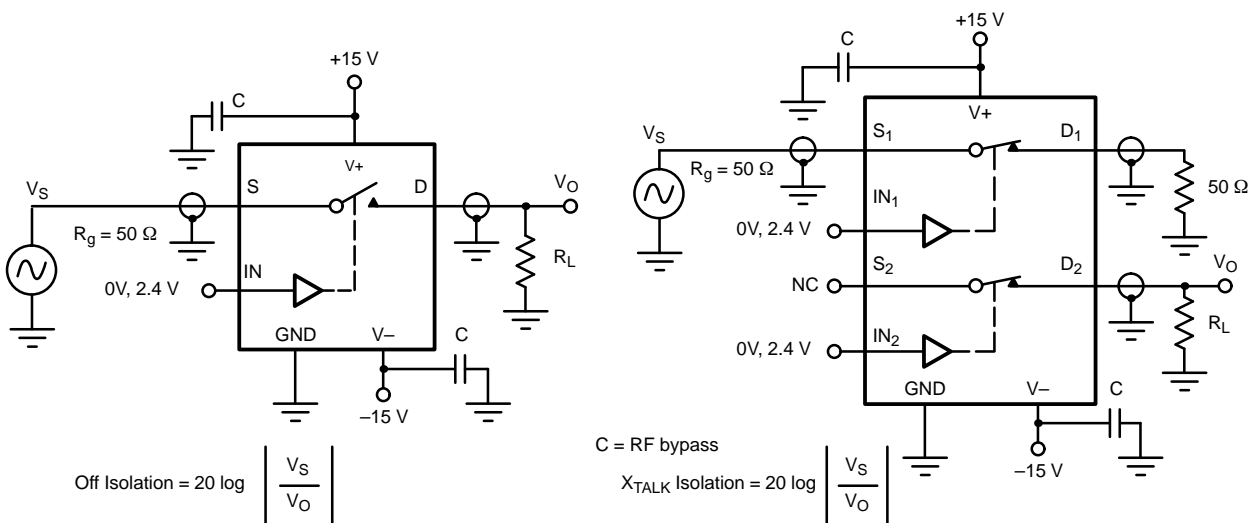 +15 V
C
V+
VS
S
D
VO
Rg = 50 Ω
RL
IN
0V, 2.4 V
GND
V–
C
–15 V
Off Isolation = 20 log | VS / VO |
+15 V
C
V+
VS
S1
D1
Rg = 50 Ω
50 Ω
IN1
0V, 2.4 V
S2
D2
VO
NC
RL
IN2
0V, 2.4 V
GND
V–
C
C = RF bypass
–15 V
XTALK Isolation = 20 log | VS / VO |